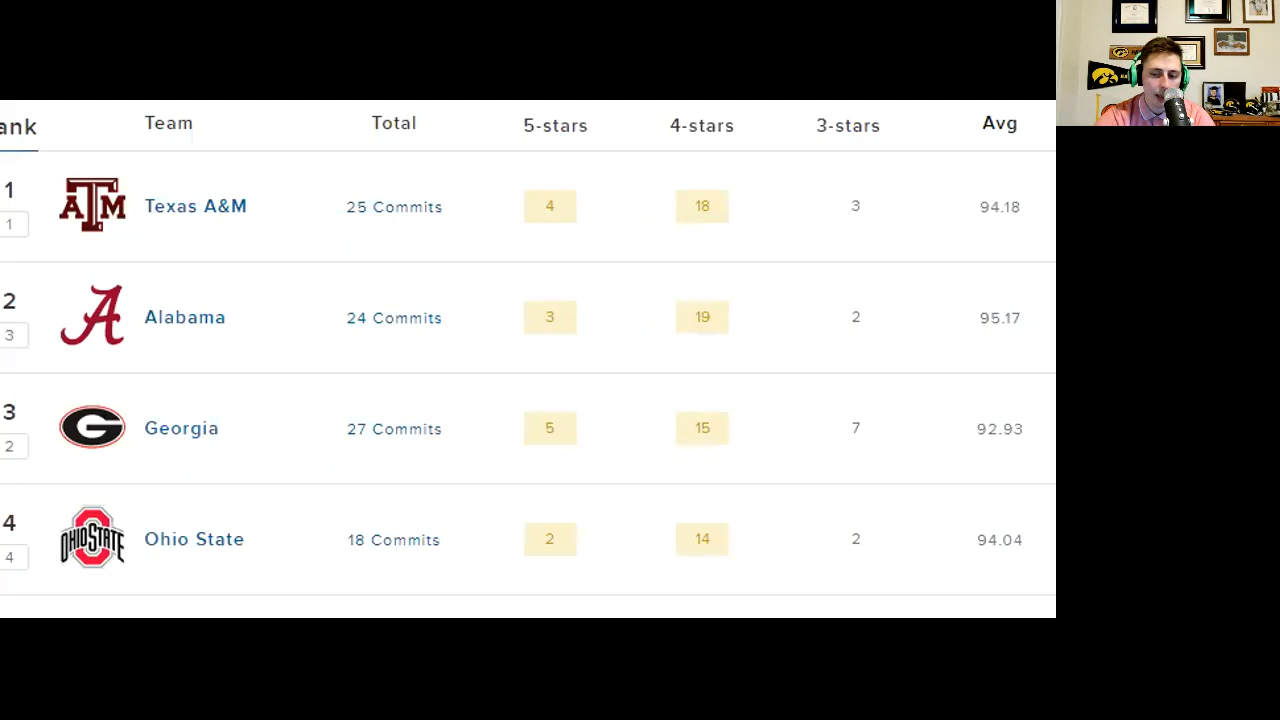 ank Team Total 5-stars 4-stars 3-stars Avg
1 Texas A&M 25 Commits 4 18 3 94.18
1
ATM
2 Alabama 24 Commits 3 19 2 95.17
3
A
3 Georgia 27 Commits 5 15 7 92.93
2
G
4 Ohio State 18 Commits 2 14 2 94.04
4
OHIO STATE